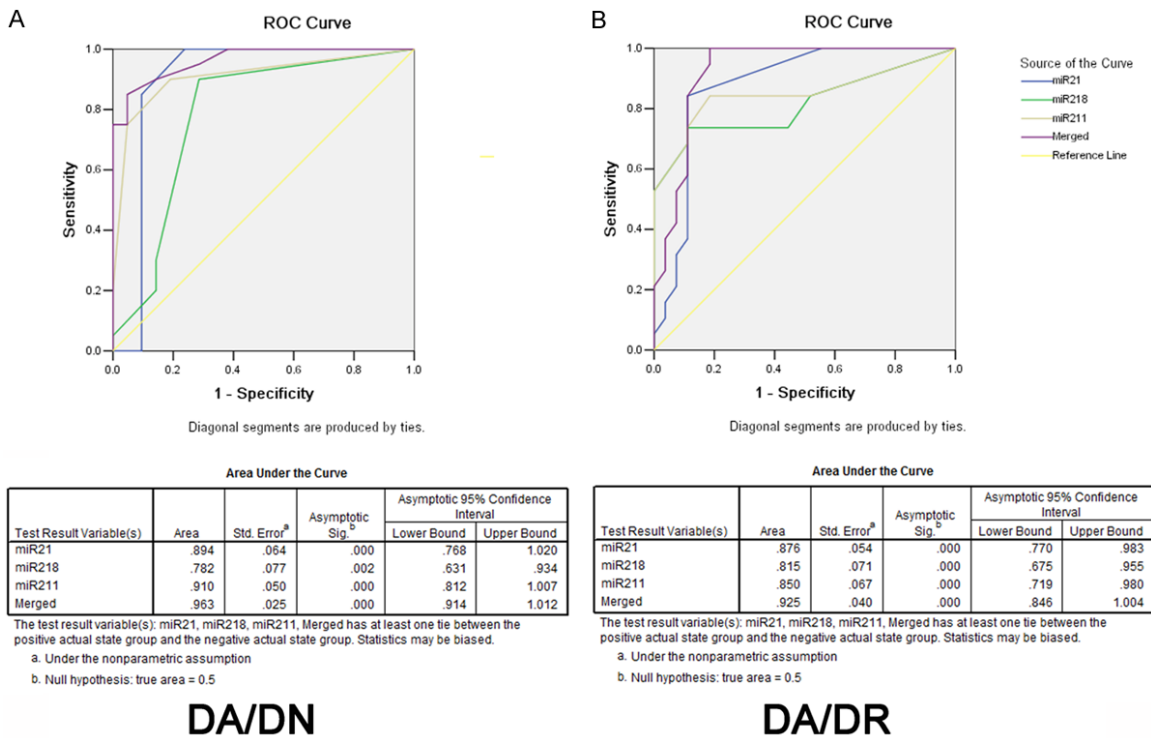 A
ROC Curve
1.0
0.8
0.6
0.4
0.2
0.0
Sensitivity
0.0 0.2 0.4 0.6 0.8 1.0
1 - Specificity
Diagonal segments are produced by ties.
Area Under the Curve
Test Result Variable(s) Area Std. Error a Asymptotic Sig. b Asymptotic 95% Confidence Interval
Lower Bound Upper Bound
miR21 .894 .064 .000 .768 1.020
miR218 .782 .077 .002 .631 .934
miR211 .910 .050 .000 .812 1.007
Merged .963 .025 .000 .914 1.012
The test result variable(s): miR21, miR218, miR211, Merged has at least one tie between the
positive actual state group and the negative actual state group. Statistics may be biased.
a. Under the nonparametric assumption
b. Null hypothesis: true area = 0.5
DA/DN
B
ROC Curve
1.0
0.8
0.6
0.4
0.2
0.0
Sensitivity
0.0 0.2 0.4 0.6 0.8 1.0
1 - Specificity
Diagonal segments are produced by ties.
Source of the Curve
miR21
miR218
miR211
Merged
Reference Line
Area Under the Curve
Test Result Variable(s) Area Std. Error a Asymptotic Sig. b Asymptotic 95% Confidence Interval
Lower Bound Upper Bound
miR21 .876 .054 .000 .770 .983
miR218 .815 .071 .000 .675 .955
miR211 .850 .067 .000 .719 .980
Merged .925 .040 .000 .846 1.004
The test result variable(s): miR21, miR218, miR211, Merged has at least one tie between the
positive actual state group and the negative actual state group. Statistics may be biased.
a. Under the nonparametric assumption
b. Null hypothesis: true area = 0.5
DA/DR